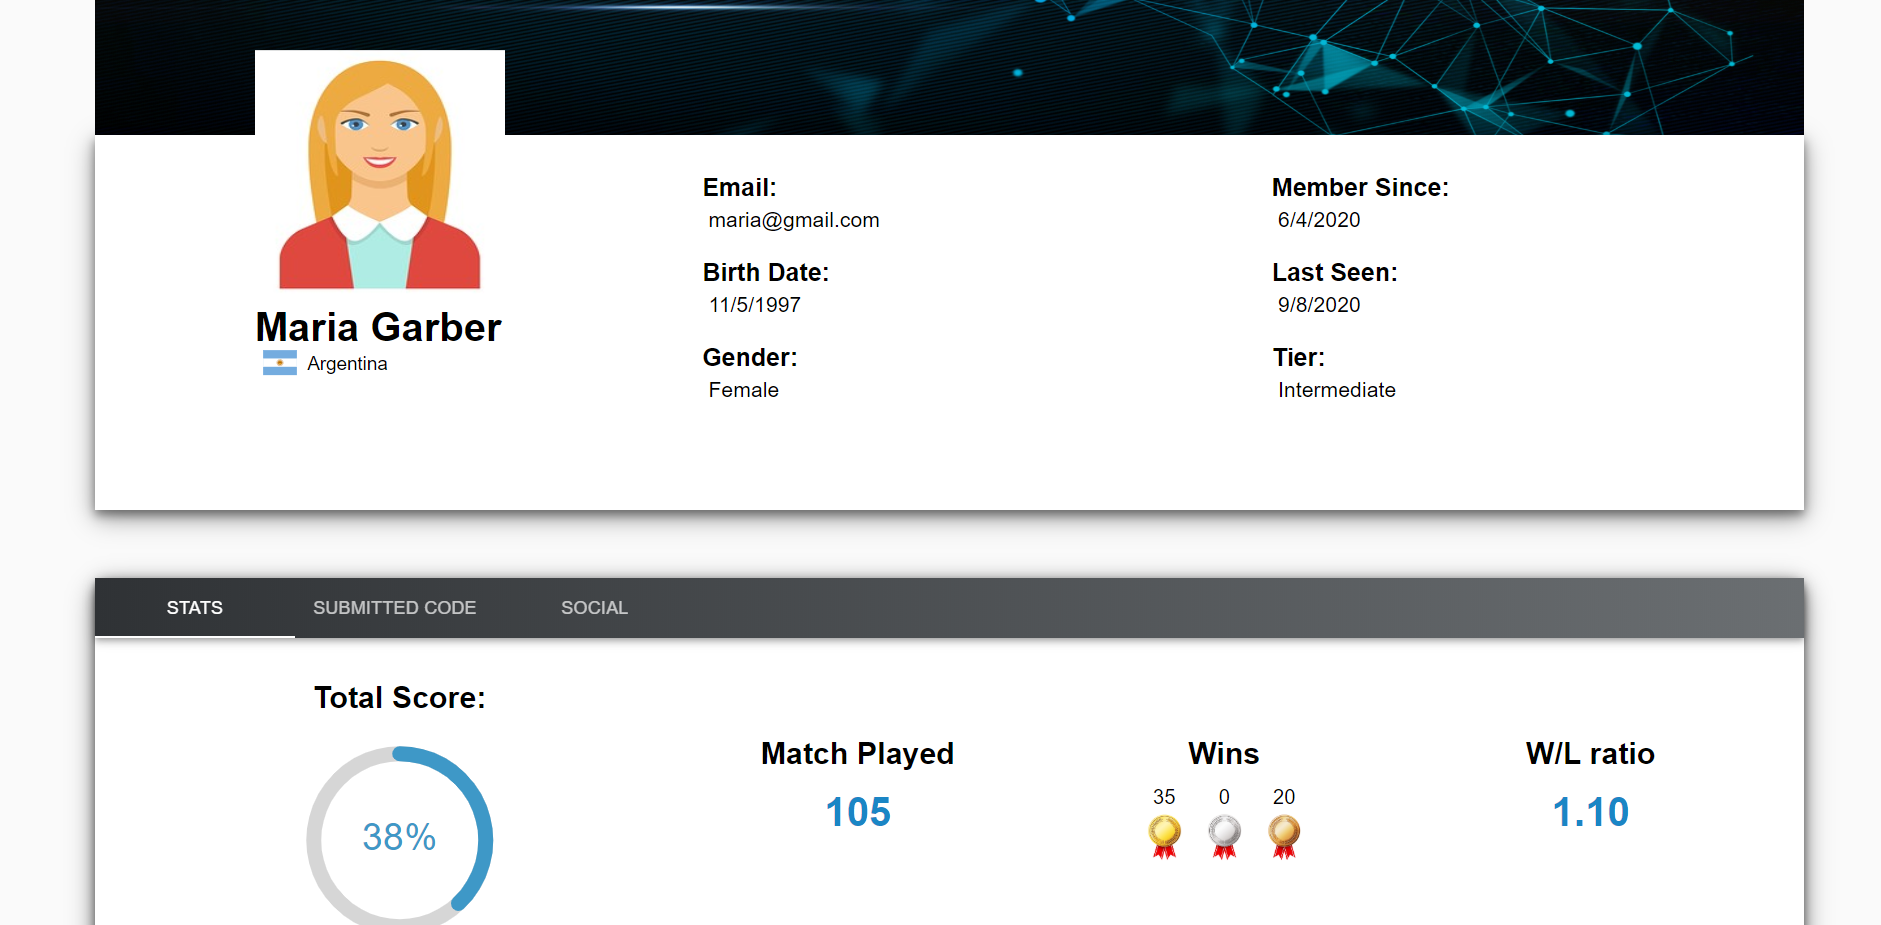 Maria Garber
Argentina
Email:
maria@gmail.com
Birth Date:
11/5/1997
Gender:
Female
Member Since:
6/4/2020
Last Seen:
9/8/2020
Tier:
Intermediate
STATS SUBMITTED CODE SOCIAL
Total Score:
38%
Match Played
105
Wins
35 0 20
W/L ratio
1.10